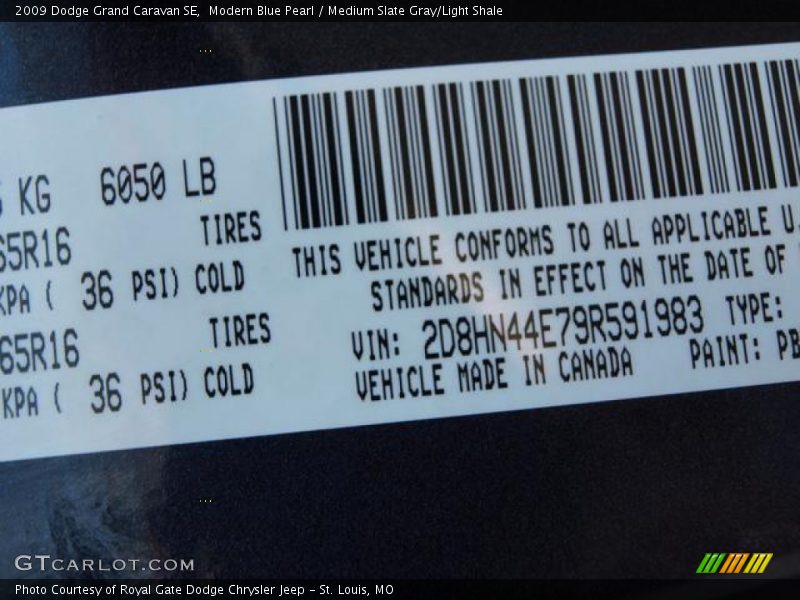 2009 Dodge Grand Caravan SE,  Modern Blue Pearl / Medium Slate Gray/Light Shale
KG 6050 LB
TIRES
65R16
KPA ( 36 PSI) COLD
TIRES
65R16
KPA ( 36 PSI) COLD
THIS VEHICLE CONFORMS TO ALL APPLICABLE U.
STANDARDS IN EFFECT ON THE DATE OF
VIN: 2D8HN44E79R591983 TYPE:
VEHICLE MADE IN CANADA PAINT: PB
GTCARLOT.COM
Photo Courtesy of Royal Gate Dodge Chrysler Jeep - St. Louis, MO